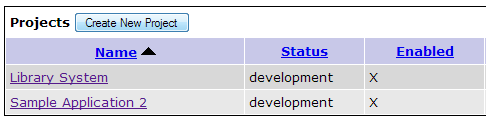 Projects Create New Project
Name Status Enabled
Library System development X
Sample Application 2 development X